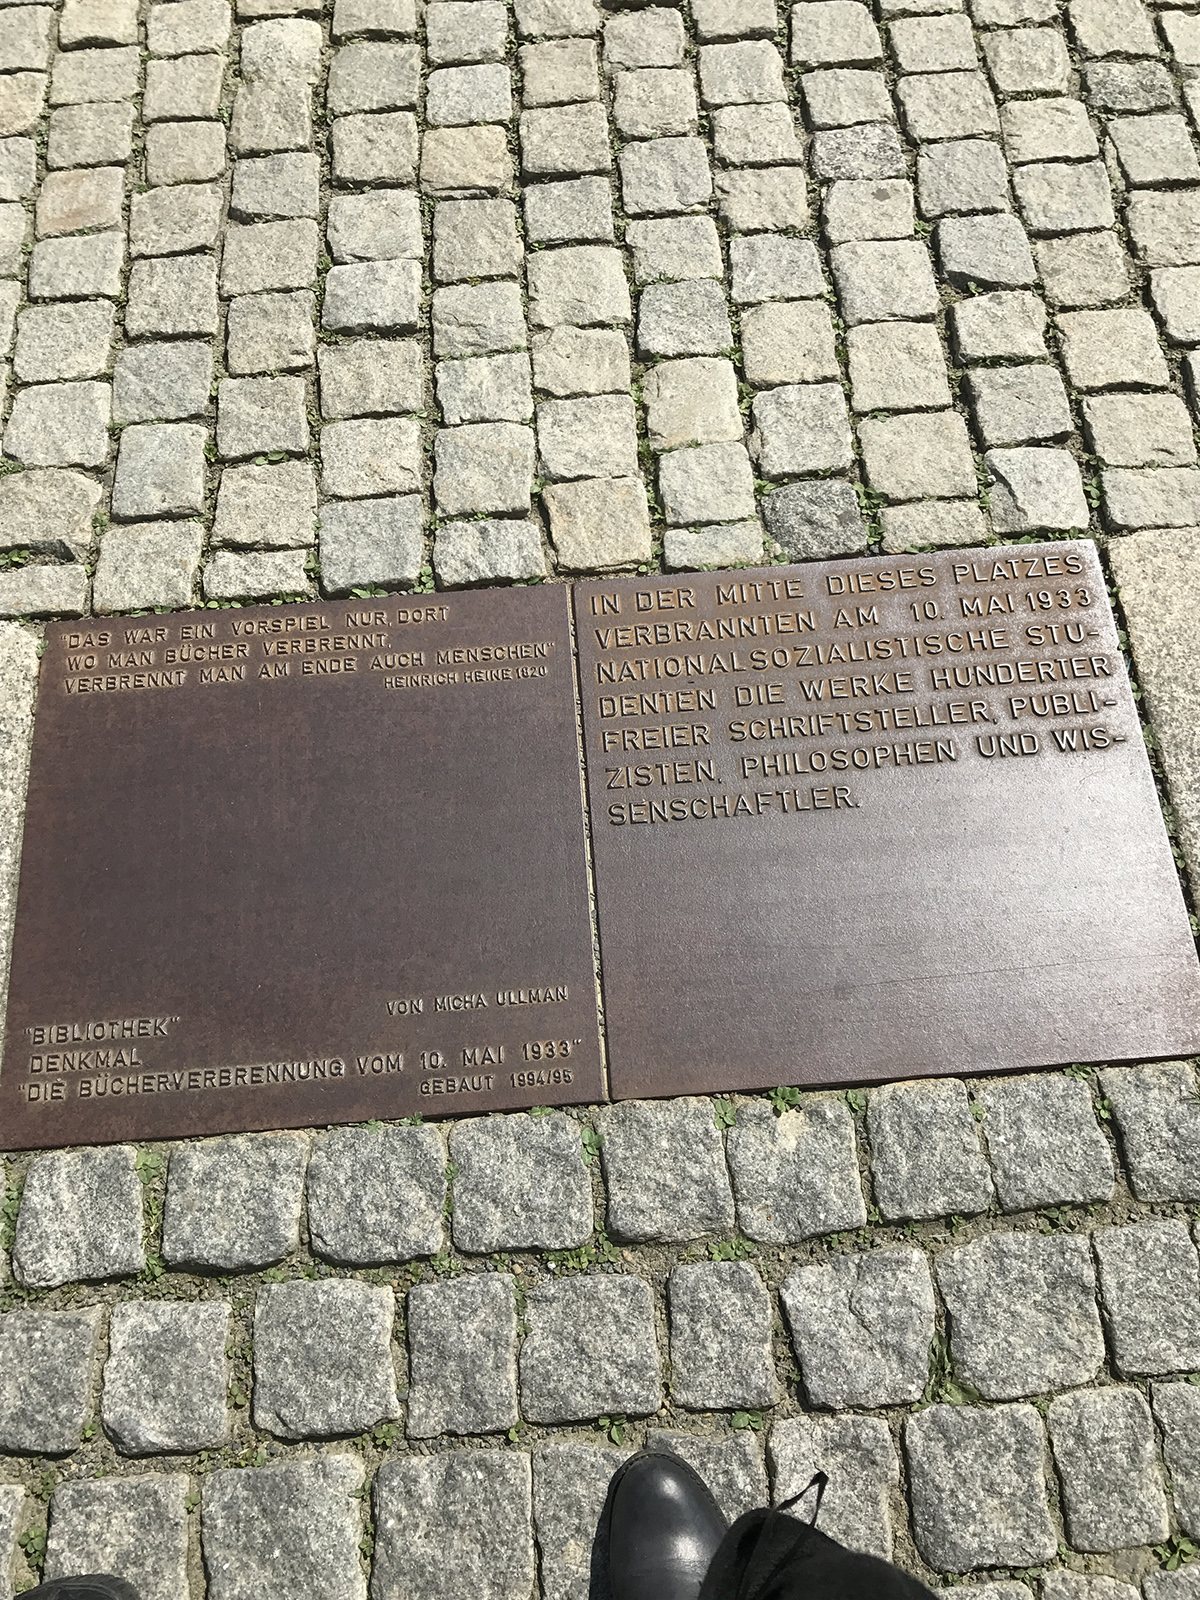 "DAS WAR EIN VORSPIEL NUR, DORT
WO MAN BÜCHER VERBRENNT,
VERBRENNT MAN AM ENDE AUCH MENSCHEN"
HEINRICH HEINE 1820
VON MICHA ULLMAN
"BIBLIOTHEK"
DENKMAL
"DIE BÜCHERVERBRENNUNG VOM 10. MAI 1933"
GEBAUT 1994/95
IN DER MITTE DIESES PLATZES
VERBRANNTEN AM 10. MAI 1933
NATIONALSOZIALISTISCHE STU-
DENTEN DIE WERKE HUNDERTER
FREIER SCHRIFTSTELLER, PUBLI-
ZISTEN, PHILOSOPHEN UND WIS-
SENSCHAFTLER.